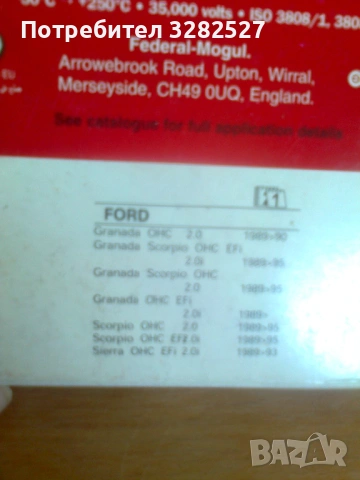 Потребител 3282527
+250°C • 35,000 volts • ISO 3808/1, 380
Federal-Mogul.
Arrowebrook Road, Upton, Wirral,
Merseyside, CH49 0UQ, England.
EU
See catalogue for full application details
FORD
Granada OHC 2.0 1989»90
Granada Scorpio OHC EFi
2.0i 1989»95
Granada Scorpio OHC
2.0 1989»95
Granada OHC EFi
2.0i 1989»
Scorpio OHC 2.0 1989»95
Scorpio OHC EFi 2.0i 1989»95
Sierra OHC EFi 2.0i 1989»93
BAZAR